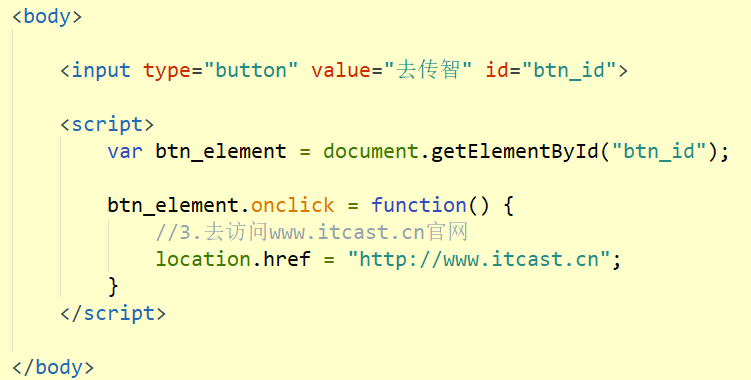 <body>
<input type="button" value="去传智" id="btn_id">
<script>
var btn_element = document.getElementById("btn_id");
btn_element.onclick = function() {
//3.去访问www.itcast.cn官网
location.href = "http://www.itcast.cn";
}
</script>
</body>